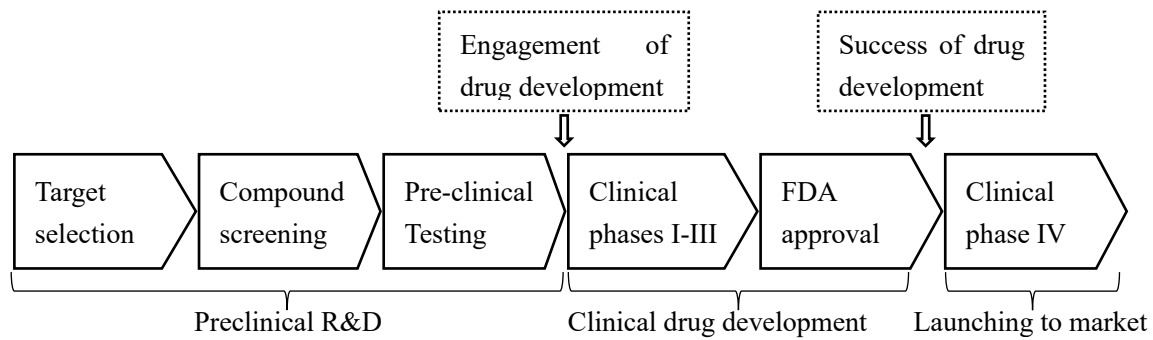 Engagement of
drug development
Success of drug
development
Target
selection
Compound
screening
Pre-clinical
Testing
Clinical
phases I-III
FDA
approval
Clinical
phase IV
Preclinical R&D
Clinical drug development
Launching to market